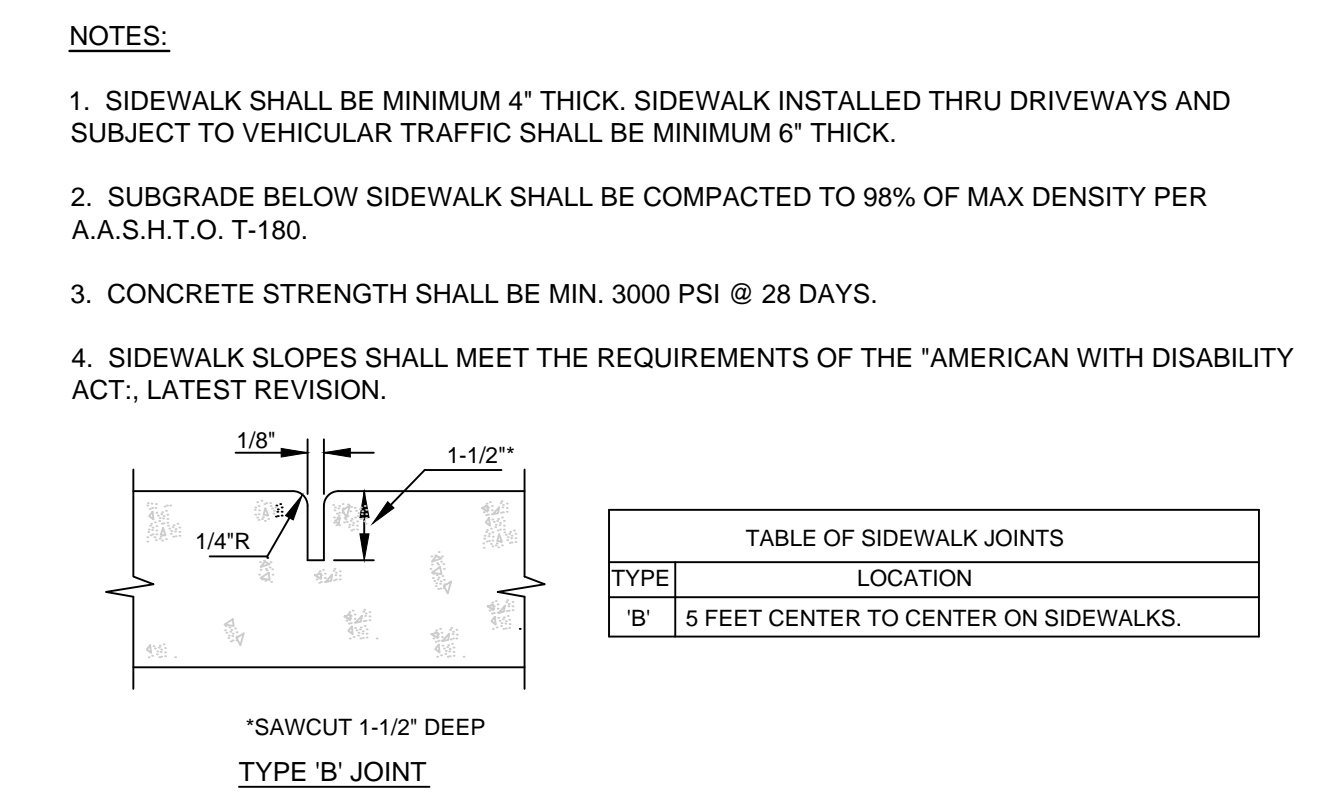 NOTES:
1. SIDEWALK SHALL BE MINIMUM 4" THICK. SIDEWALK INSTALLED THRU DRIVEWAYS AND
SUBJECT TO VEHICULAR TRAFFIC SHALL BE MINIMUM 6" THICK.
2. SUBGRADE BELOW SIDEWALK SHALL BE COMPACTED TO 98% OF MAX DENSITY PER
A.A.S.H.T.O. T-180.
3. CONCRETE STRENGTH SHALL BE MIN. 3000 PSI @ 28 DAYS.
4. SIDEWALK SLOPES SHALL MEET THE REQUIREMENTS OF THE "AMERICAN WITH DISABILITY
ACT:, LATEST REVISION.
1/8"
1-1/2"*
1/4"R
*SAWCUT 1-1/2" DEEP
TYPE 'B' JOINT
TABLE OF SIDEWALK JOINTS
TYPE LOCATION
'B' 5 FEET CENTER TO CENTER ON SIDEWALKS.